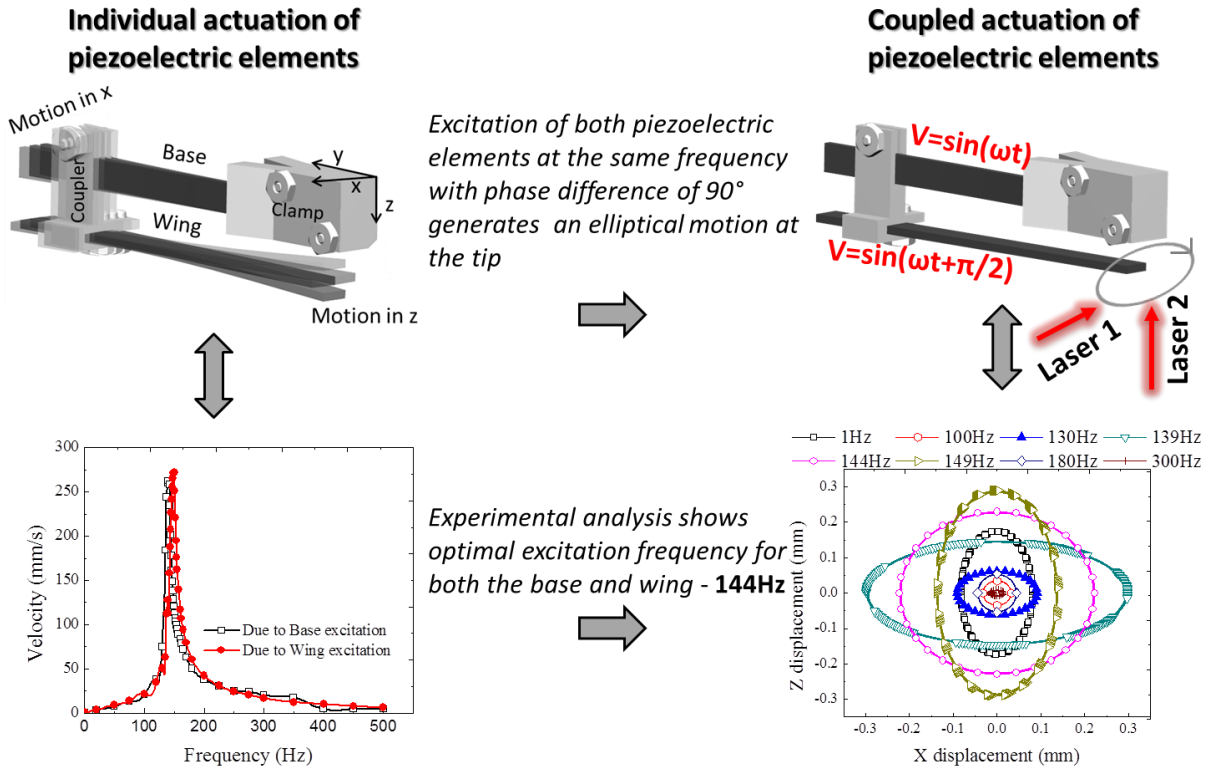 Individual actuation of
piezoelectric elements
Motion in x
Coupler
Base
Wing
Clamp
y
x
z
Motion in z
Excitation of both piezoelectric
elements at the same frequency
with phase difference of 90°
generates an elliptical motion at
the tip
Coupled actuation of
piezoelectric elements
V=sin(ωt)
V=sin(ωt+π/2)
Laser 1
Laser 2
300
250
200
150
100
50
0
Velocity (mm/s)
Due to Base excitation
Due to Wing excitation
0 100 200 300 400 500
Frequency (Hz)
Experimental analysis shows
optimal excitation frequency for
both the base and wing - 144Hz
1Hz 100Hz 130Hz 139Hz
144Hz 149Hz 180Hz 300Hz
0.3
0.2
0.1
0.0
-0.1
-0.2
-0.3
Z displacement (mm)
-0.3 -0.2 -0.1 0.0 0.1 0.2 0.3
X displacement (mm)